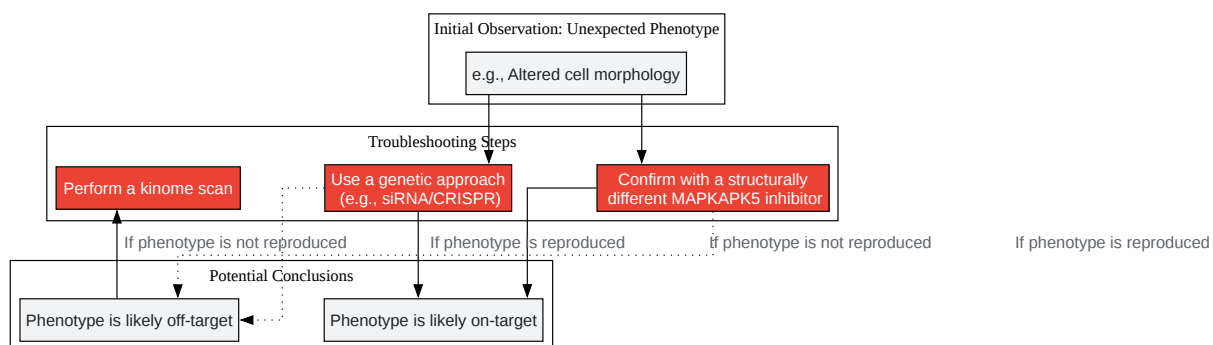 Initial Observation: Unexpected Phenotype
e.g., Altered cell morphology
Troubleshooting Steps
Perform a kinome scan
Use a genetic approach
(e.g., siRNA/CRISPR)
Confirm with a structurally
different MAPKAPK5 inhibitor
If phenotype is not reproduced
If phenotype is reproduced
If phenotype is not reproduced
If phenotype is reproduced
Potential Conclusions
Phenotype is likely off-target
Phenotype is likely on-target